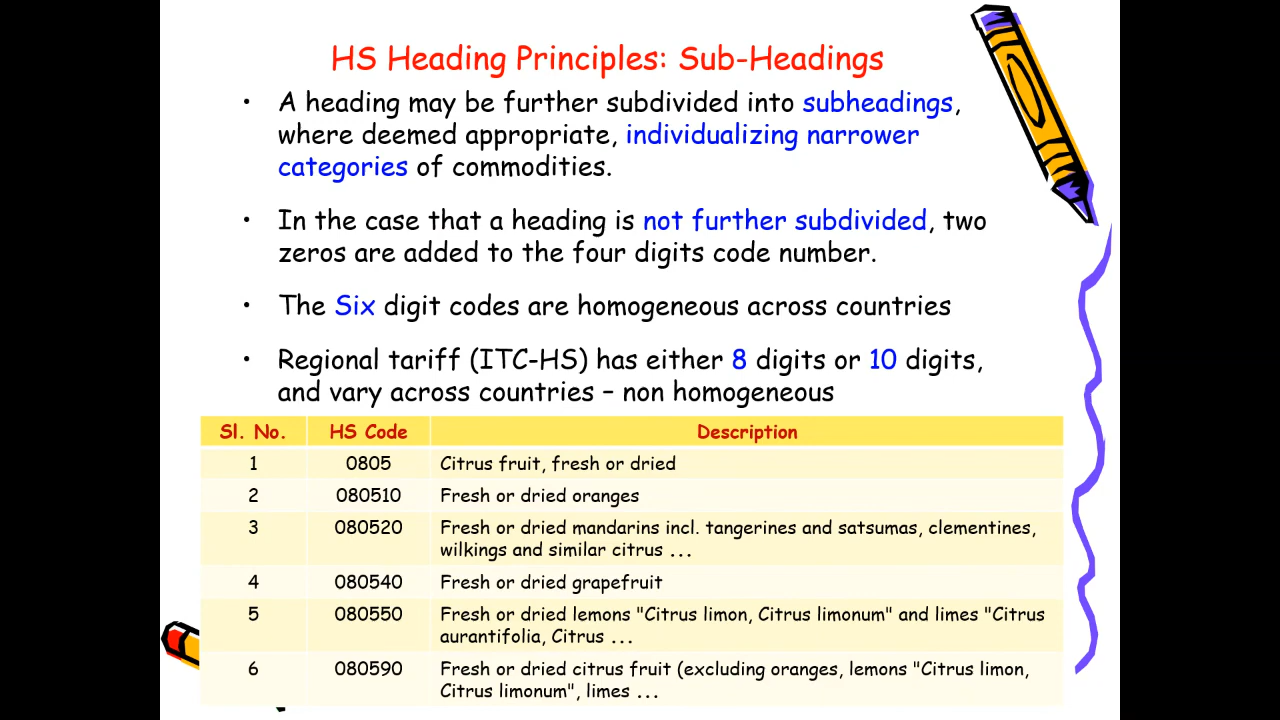 HS Heading Principles: Sub-Headings
• A heading may be further subdivided into subheadings,
where deemed appropriate, individualizing narrower
categories of commodities.
• In the case that a heading is not further subdivided, two
zeros are added to the four digits code number.
• The Six digit codes are homogeneous across countries
• Regional tariff (ITC-HS) has either 8 digits or 10 digits,
and vary across countries – non homogeneous
Sl. No. HS Code Description
1 0805 Citrus fruit, fresh or dried
2 080510 Fresh or dried oranges
3 080520 Fresh or dried mandarins incl. tangerines and satsumas, clementines,
wilkings and similar citrus ...
4 080540 Fresh or dried grapefruit
5 080550 Fresh or dried lemons "Citrus limon, Citrus limonum" and limes "Citrus
aurantifolia, Citrus ...
6 080590 Fresh or dried citrus fruit (excluding oranges, lemons "Citrus limon,
Citrus limonum", limes ...